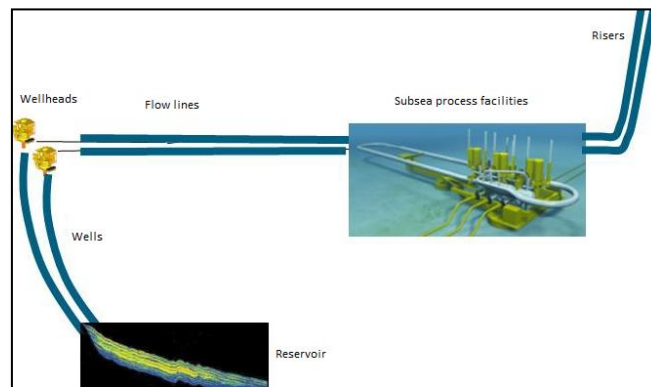 Risers
Wellheads
Flow lines
Subsea process facilities
Wells
Reservoir